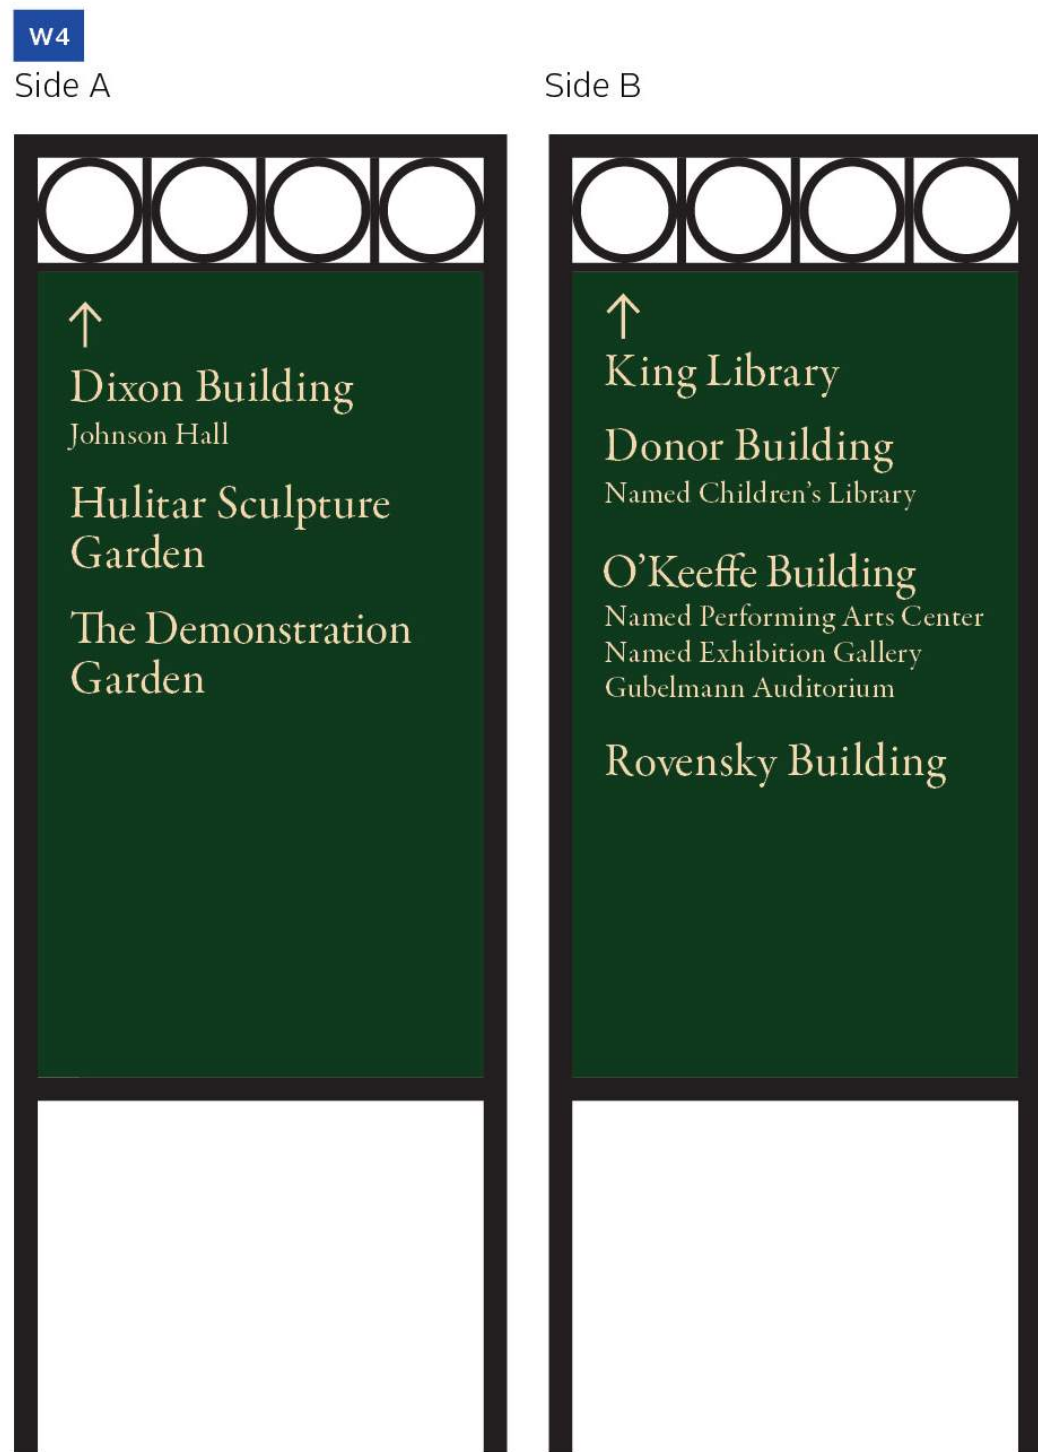 W4
Side A
↑
Dixon Building
Johnson Hall
Hulitar Sculpture
Garden
The Demonstration
Garden
Side B
↑
King Library
Donor Building
Named Children’s Library
O’Keeffe Building
Named Performing Arts Center
Named Exhibition Gallery
Gubelmann Auditorium
Rovensky Building